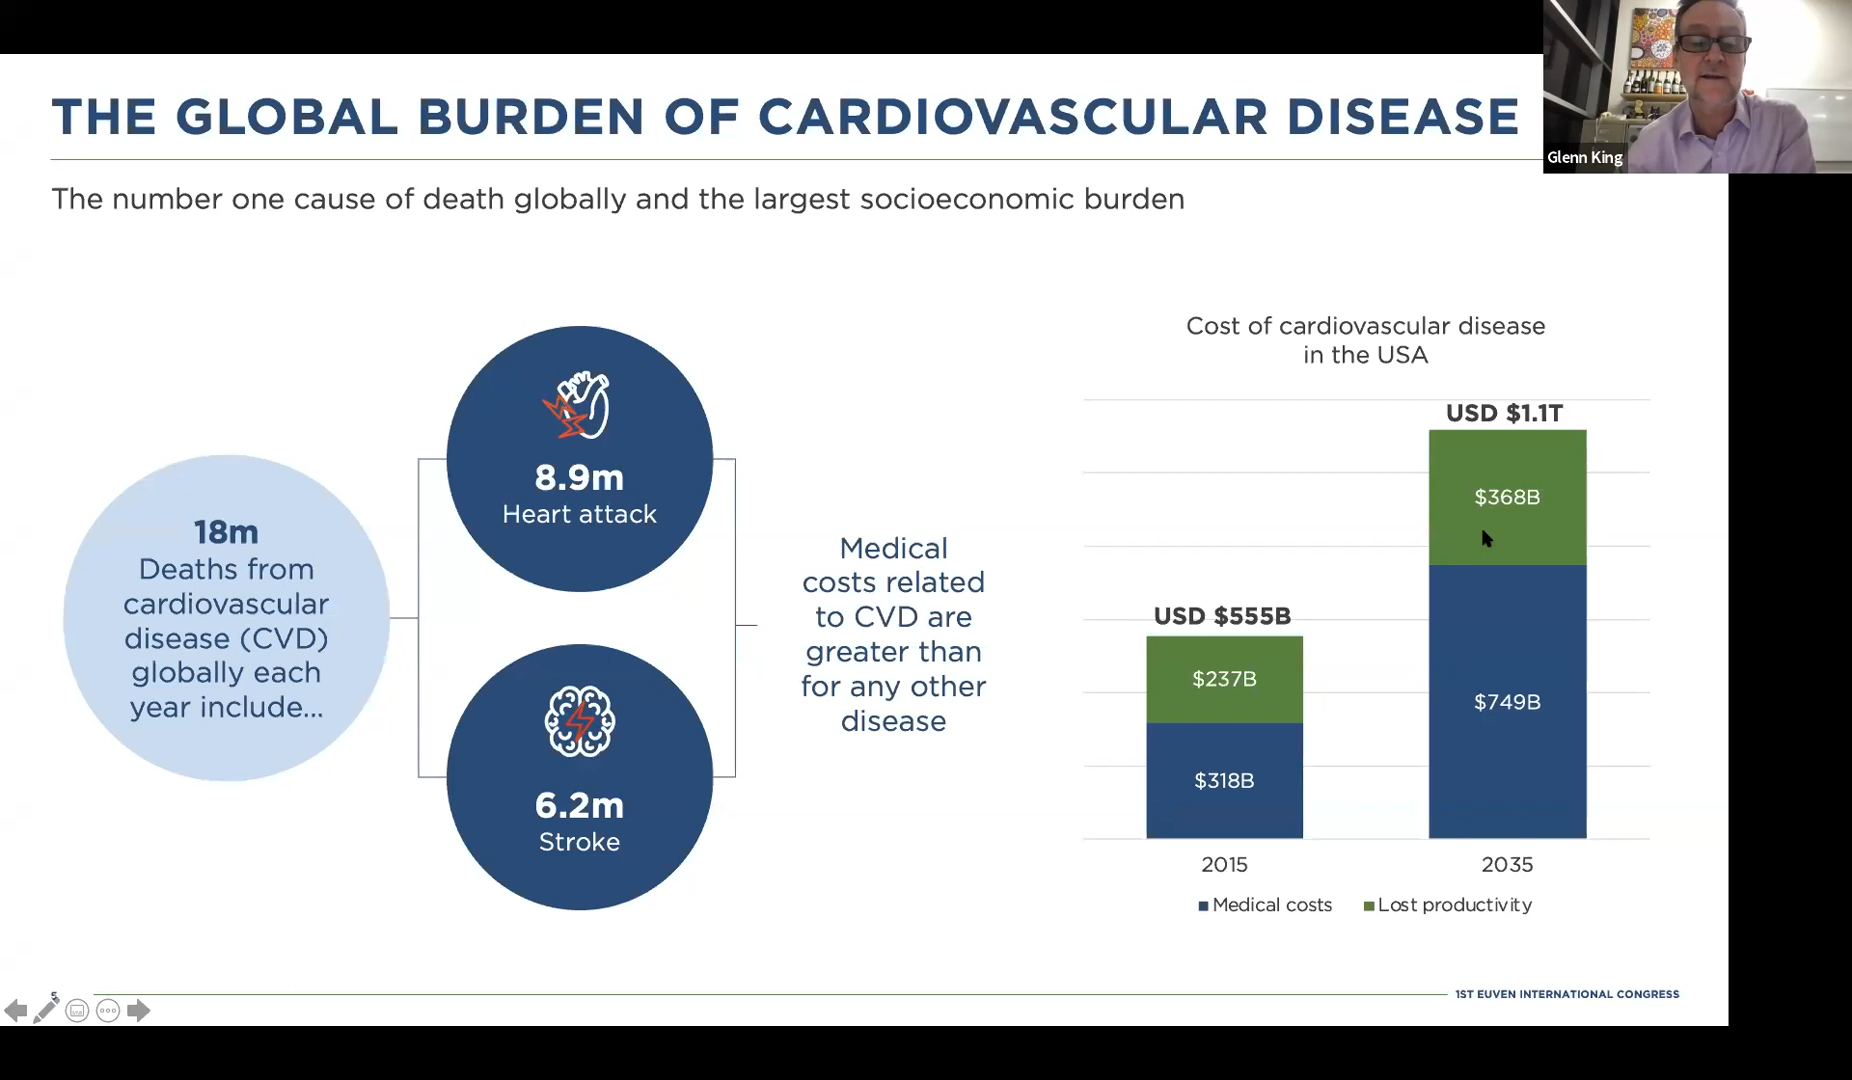 THE GLOBAL BURDEN OF CARDIOVASCULAR DISEASE
Glenn King
The number one cause of death globally and the largest socioeconomic burden
18m
Deaths from
cardiovascular
disease (CVD)
globally each
year include...
8.9m
Heart attack
6.2m
Stroke
Medical
costs related
to CVD are
greater than
for any other
disease
Cost of cardiovascular disease
in the USA
USD $1.1T
$368B
$749B
USD $555B
$237B
$318B
2015
2035
Medical costs
Lost productivity
5
1ST EUVEN INTERNATIONAL CONGRESS